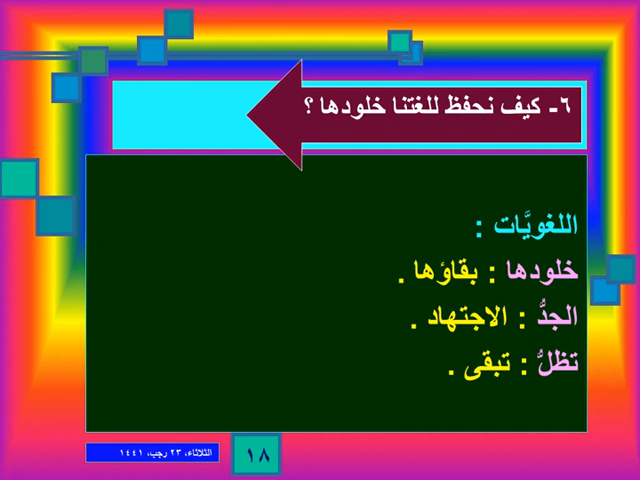 ٦- كيف نحفظ للغتنا خلودها ؟
اللغويَّات :
خلودها : بقاؤها .
الجدُّ : الاجتهاد .
تظلُّ : تبقى .
الثلاثاء، ٢٣ رجب، ١٤٤١
١٨